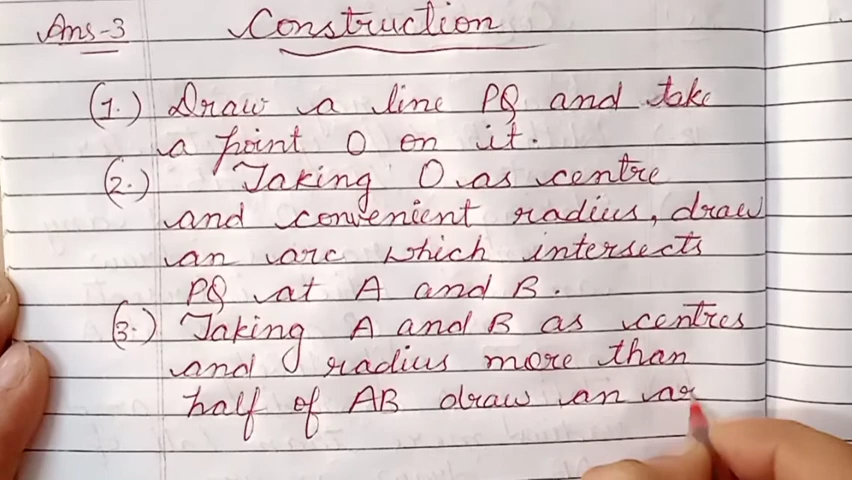 Ans-3 Construction
(1.) Draw a line PQ and take
a point O on it.
(2.) Taking O as centre
and convenient radius, draw
an arc which intersects
PQ at A and B.
(3.) Taking A and B as centres
and radius more than
half of AB draw an ar